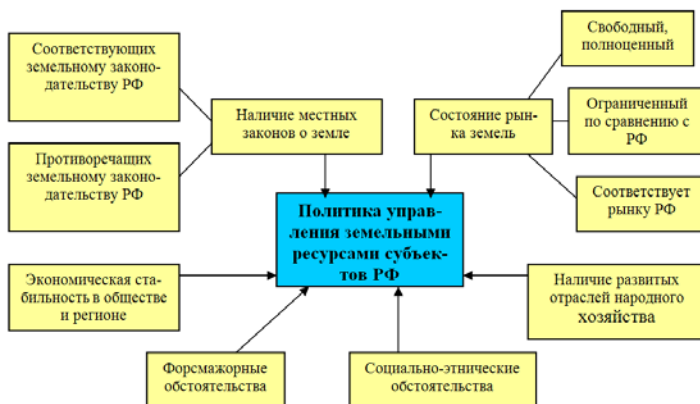 Соответствующих
земельному законо-
дательству РФ
Свободный,
полноценный
Наличие местных
законов о земле
Состояние рын-
ка земель
Ограниченный
по сравнению с
РФ
Противоречащих
земельному законо-
дательству РФ
Соответствует
рынку РФ
Политика управ-
ления земельными
ресурсами субъек-
тов РФ
Экономическая ста-
бильность в обществе
и регионе
Наличие развитых
отраслей народного
хозяйства
Форсмажорные
обстоятельства
Социально-этнические
обстоятельства